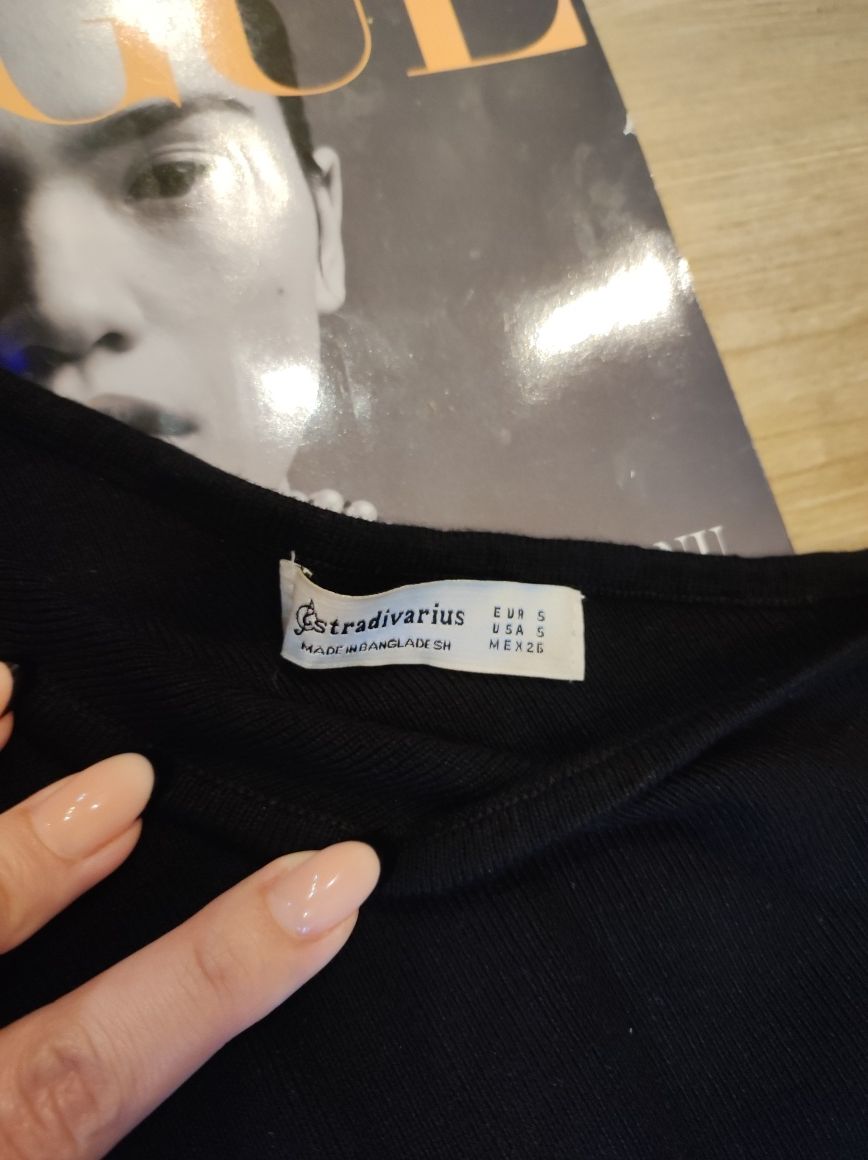 GUE
stradivarius
MADE IN BANGLADESH
EUR S
USA S
MEX 26